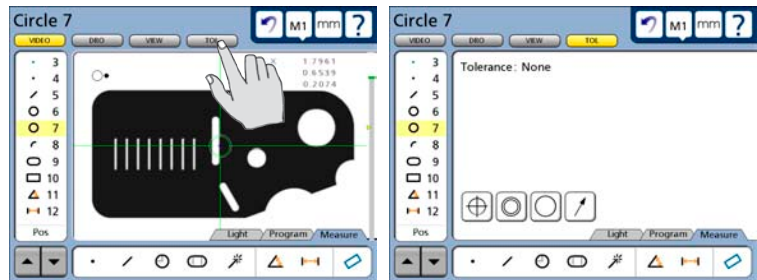 Circle 7
M1 mm ?
VIDEO DRO VIEW TOL
3
4
5
6
7
8
9
10
11
12
Pos
X 1.7961
0.6539
0.2074
Light Program Measure
Circle 7
M1 mm ?
VIDEO DRO VIEW TOL
3
4
5
6
7
8
9
10
11
12
Pos
Tolerance: None
Light Program Measure